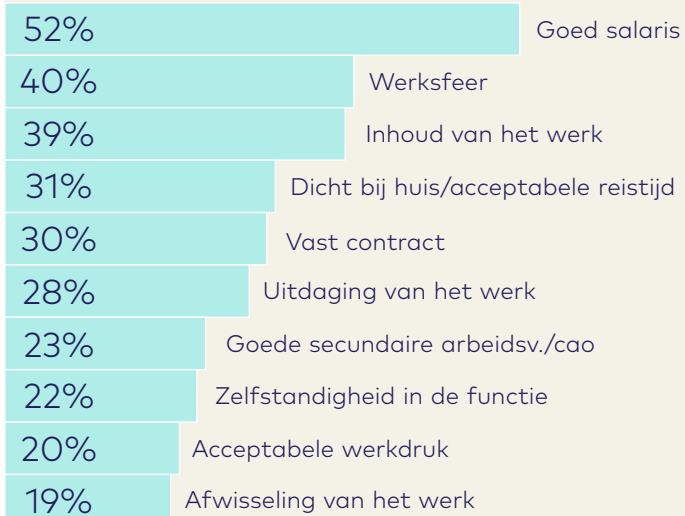 52% Goed salaris
40% Werksfeer
39% Inhoud van het werk
31% Dicht bij huis/acceptabele reistijd
30% Vast contract
28% Uitdaging van het werk
23% Goede secundaire arbeidsv./cao
22% Zelfstandigheid in de functie
20% Acceptabele werkdruk
19% Afwisseling van het werk